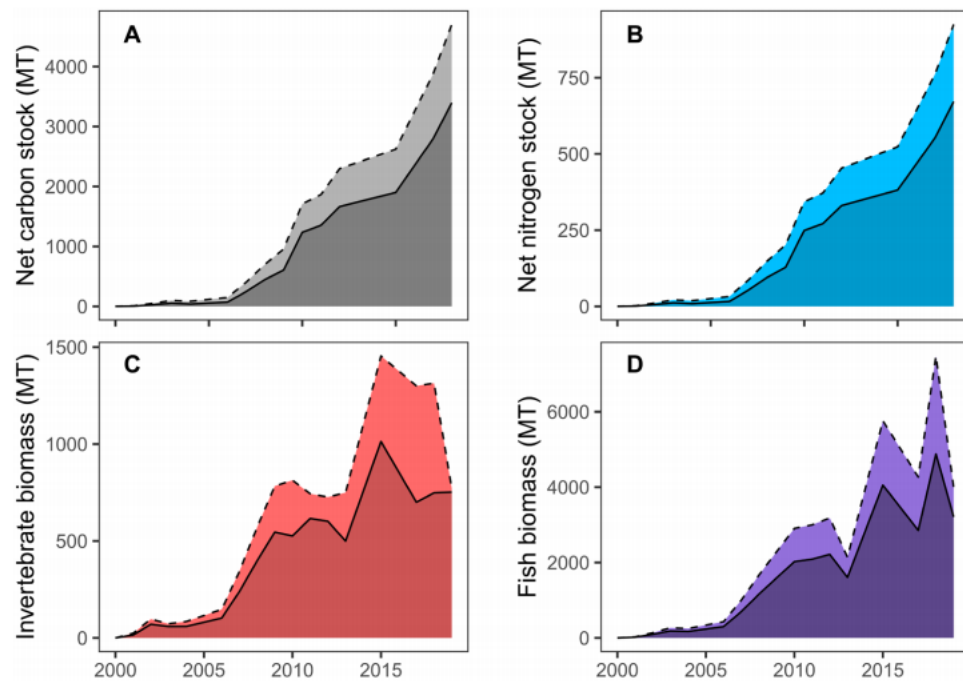 A
Net carbon stock (MT)
4000
3000
2000
1000
0
B
Net nitrogen stock (MT)
750
500
250
0
C
Invertebrate biomass (MT)
1500
1000
500
0
2000 2005 2010 2015
D
Fish biomass (MT)
6000
4000
2000
0
2000 2005 2010 2015